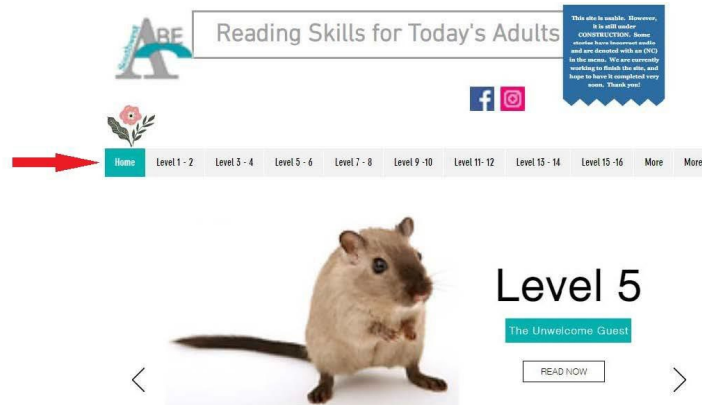 Southwest
ABE
Reading Skills for Today's Adults
This site is usable. However,
it is still under
CONSTRUCTION. Some
stories have incorrect audio
and are denoted with an (NC)
in the menu. We are currently
working to finish the site, and
hope to have it completed very
soon. Thank you!
Home Level 1 - 2 Level 3 - 4 Level 5 - 6 Level 7 - 8 Level 9 -10 Level 11- 12 Level 13 - 14 Level 15 -16 More More
Level 5
The Unwelcome Guest
READ NOW